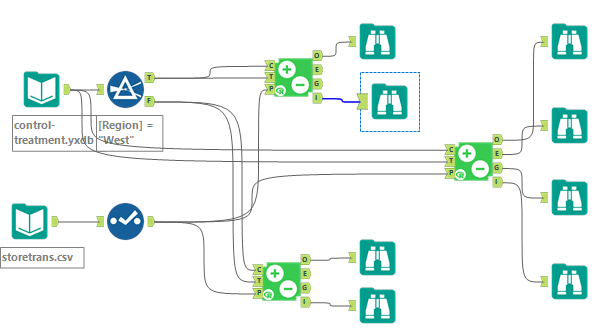 O
C
E
T
G
P
I
T
F
control-
treatment.yxdb
[Region] =
"West"
O
C
E
T
G
P
I
storetrans.csv
O
C
E
T
G
P
I